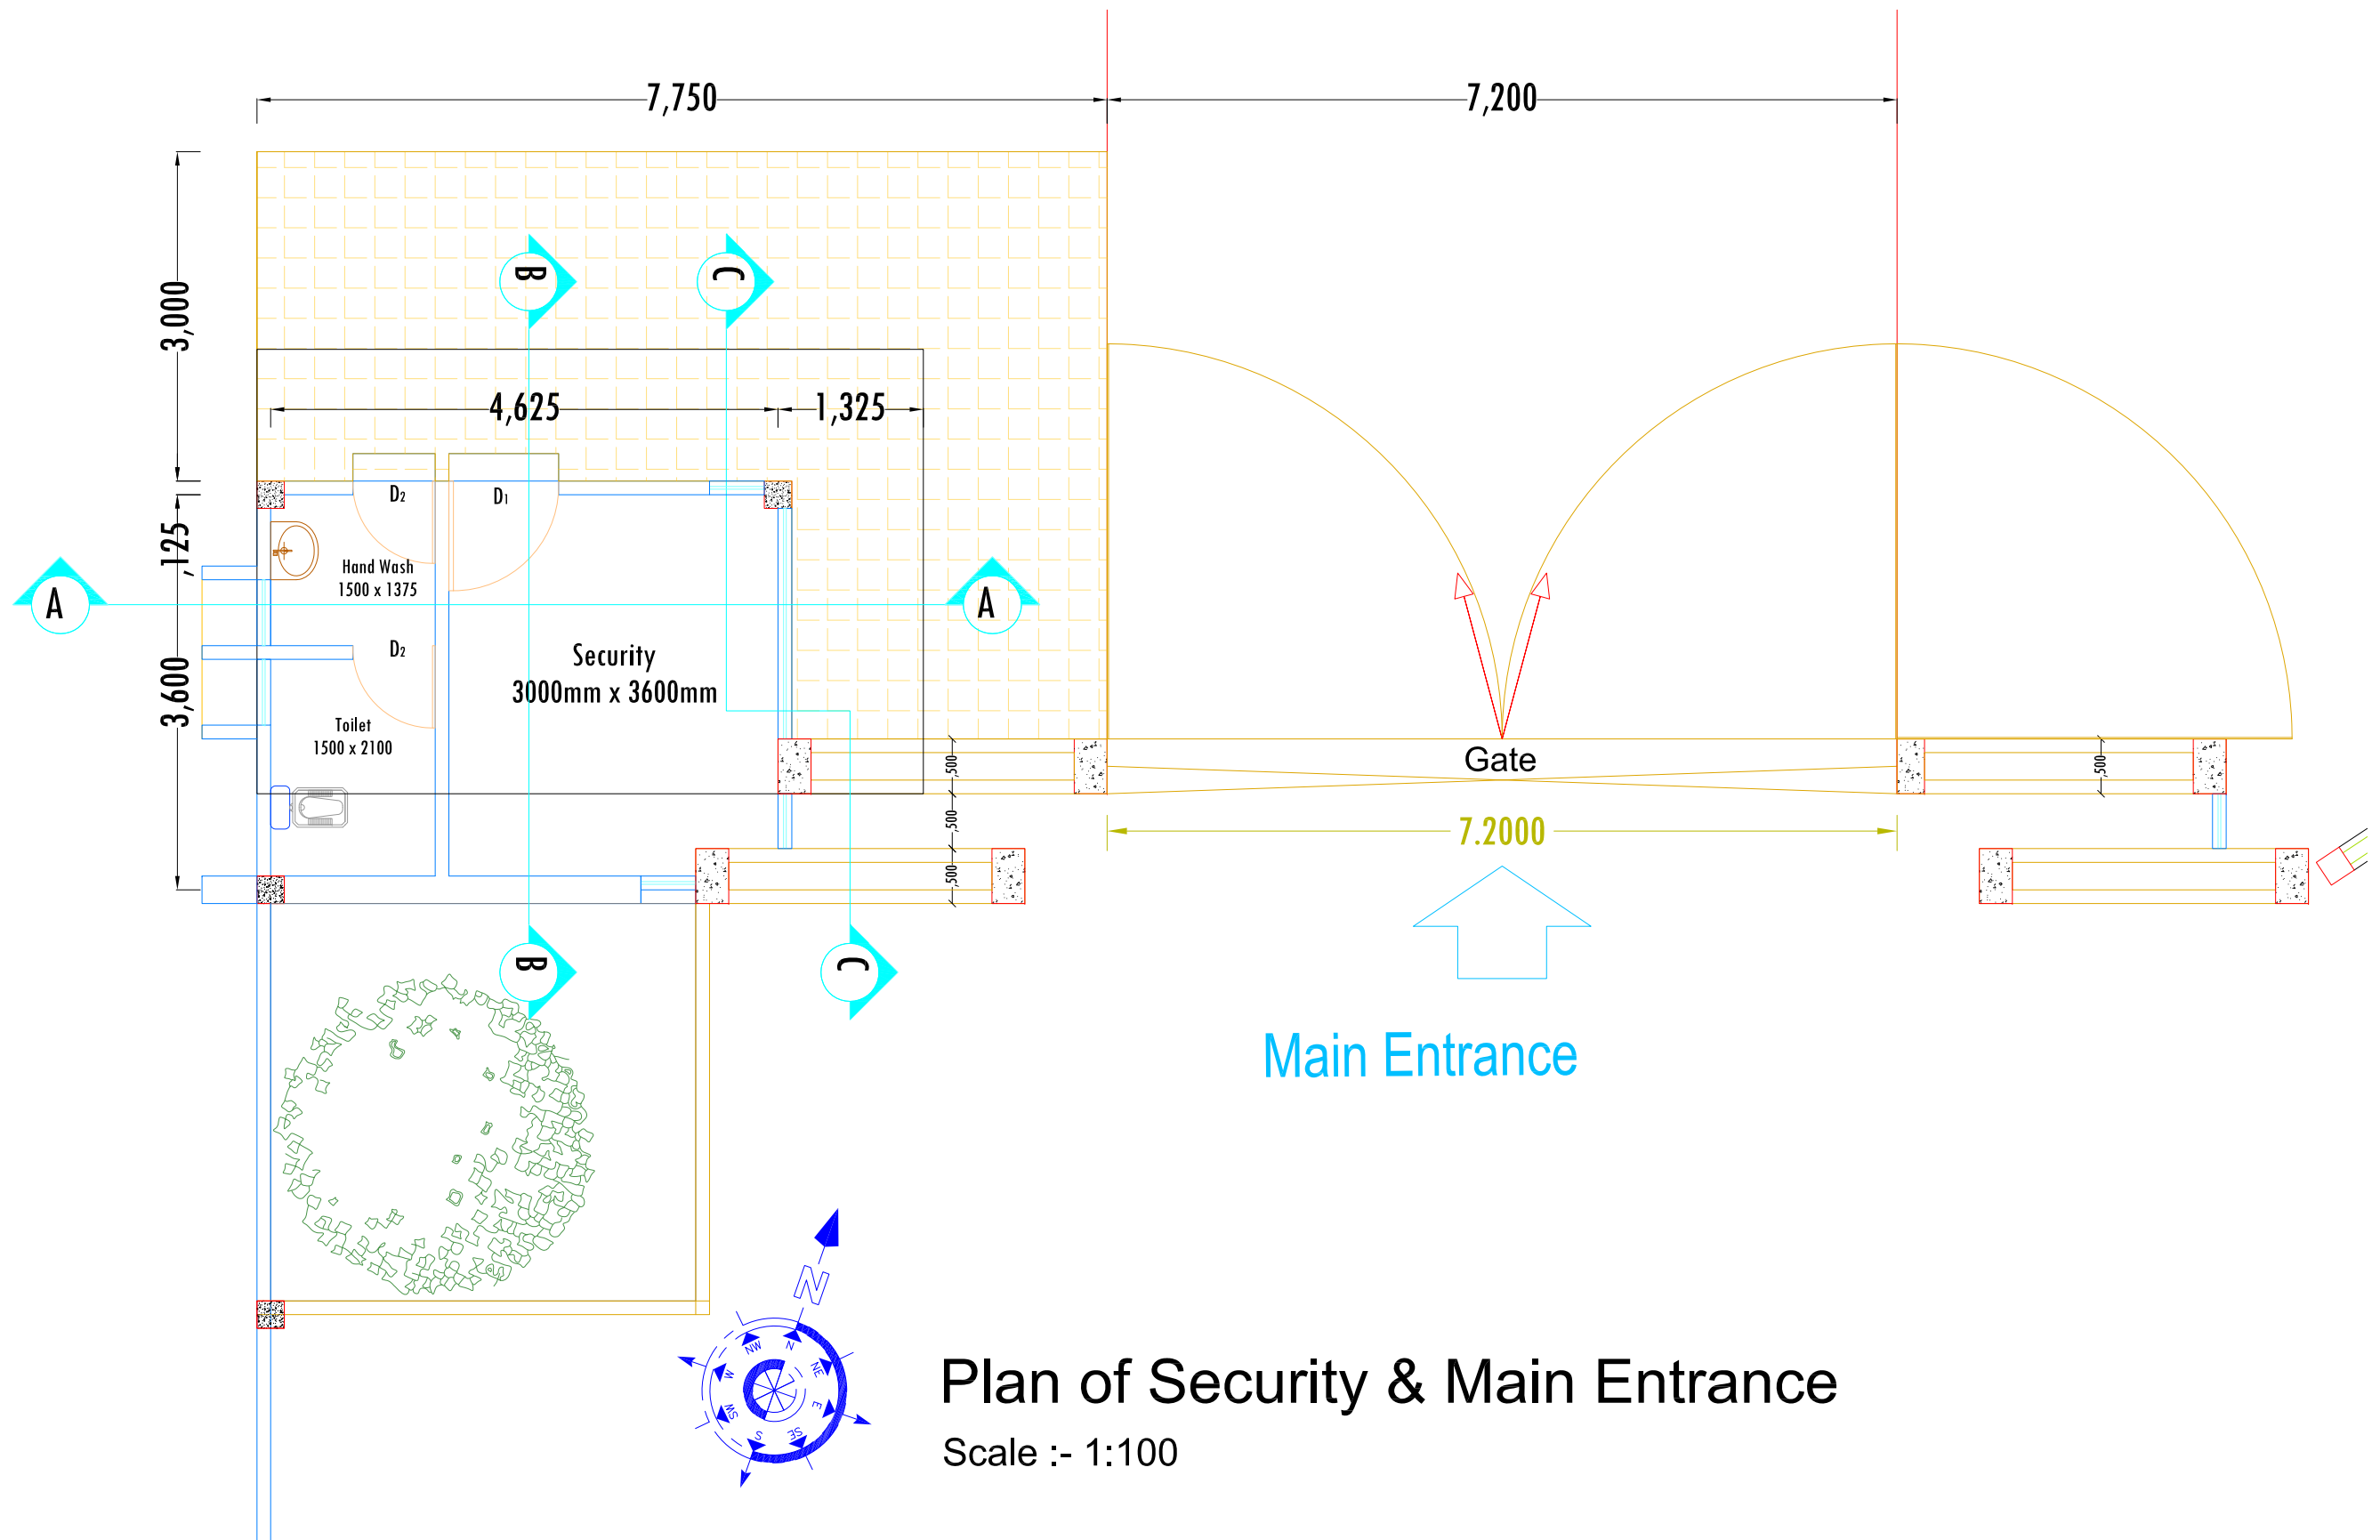 7,750
7,200
3,000
B
C
4,625
1,325
D2
D1
,125
Hand Wash
1500 x 1375
A
A
D2
Security
3000mm x 3600mm
3,600
Toilet
1500 x 2100
,500
Gate
,500
,500
7.2000
,500
B
C
Main Entrance
N
N
NW
NE
W
E
SW
SE
S
Plan of Security & Main Entrance
Scale :- 1:100